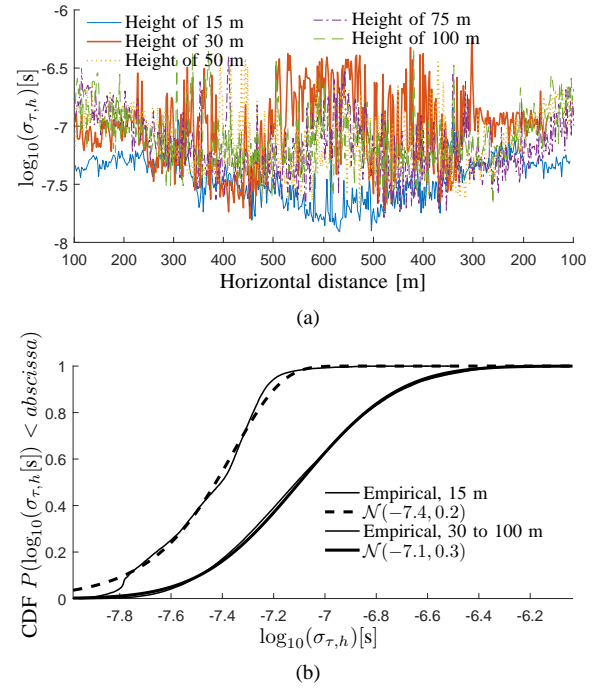 -6
-6.5
-7
-7.5
-8
log₁₀(σ_{τ,h})[s]
Height of 15 m
Height of 30 m
Height of 50 m
Height of 75 m
Height of 100 m
100 200 300 400 500 600 500 400 300 200 100
Horizontal distance [m]
(a)
1
0.8
0.6
0.4
0.2
0
CDF P(log₁₀(σ_{τ,h}[s]) < abscissa)
Empirical, 15 m
𝒩(−7.4, 0.2)
Empirical, 30 to 100 m
𝒩(−7.1, 0.3)
-7.8 -7.6 -7.4 -7.2 -7 -6.8 -6.6 -6.4 -6.2
log₁₀(σ_{τ,h})[s]
(b)